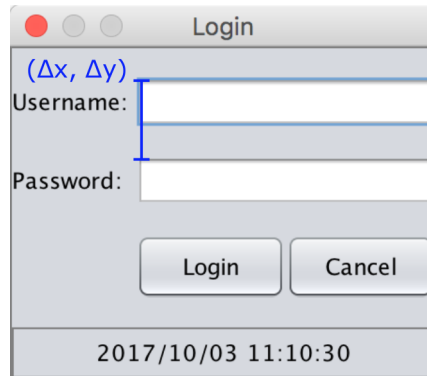 Login
(Δx, Δy)
Username:
Password:
Login Cancel
2017/10/03 11:10:30